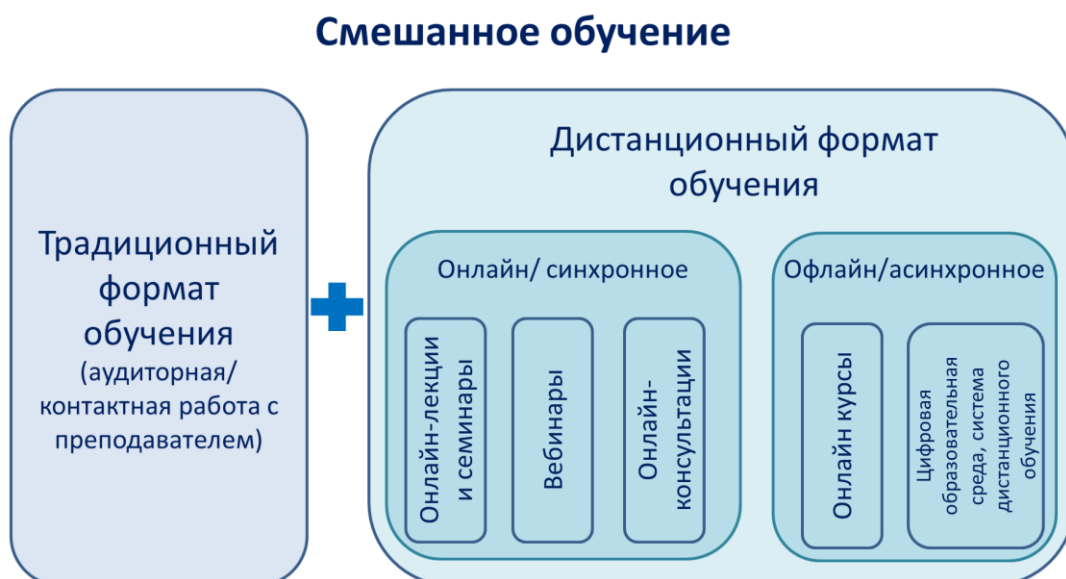 Смешанное обучение
Традиционный
формат
обучения
(аудиторная/
контактная работа с
преподавателем)
Дистанционный формат
обучения
Онлайн/ синхронное
Онлайн-лекции
и семинары
Вебинары
Онлайн-
консультации
Офлайн/асинхронное
Онлайн курсы
Цифровая
образовательная
среда, система
дистанционного
обучения